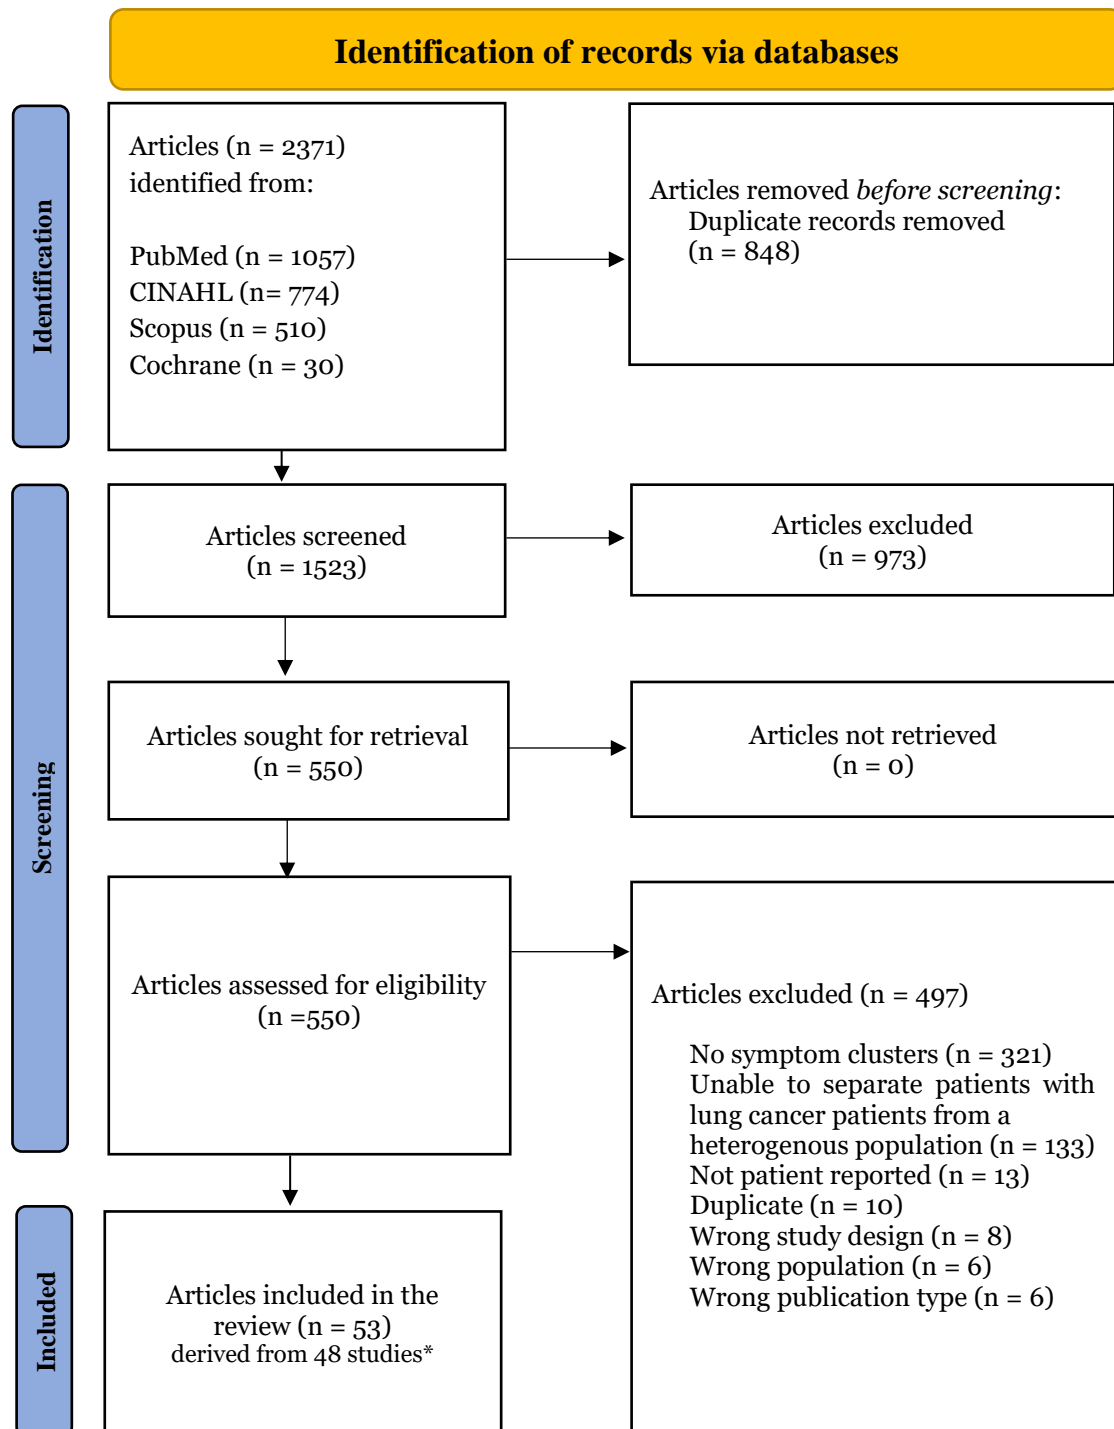 Identification of records via databases
Identification
Articles (n = 2371)
identified from:
PubMed (n = 1057)
CINAHL (n= 774)
Scopus (n = 510)
Cochrane (n = 30)
Articles removed before screening:
Duplicate records removed
(n = 848)
Screening
Articles screened
(n = 1523)
Articles excluded
(n = 973)
Articles sought for retrieval
(n = 550)
Articles not retrieved
(n = 0)
Articles assessed for eligibility
(n =550)
Articles excluded (n = 497)
No symptom clusters (n = 321)
Unable to separate patients with
lung cancer patients from a
heterogenous population (n = 133)
Not patient reported (n = 13)
Duplicate (n = 10)
Wrong study design (n = 8)
Wrong population (n = 6)
Wrong publication type (n = 6)
Included
Articles included in the
review (n = 53)
derived from 48 studies*